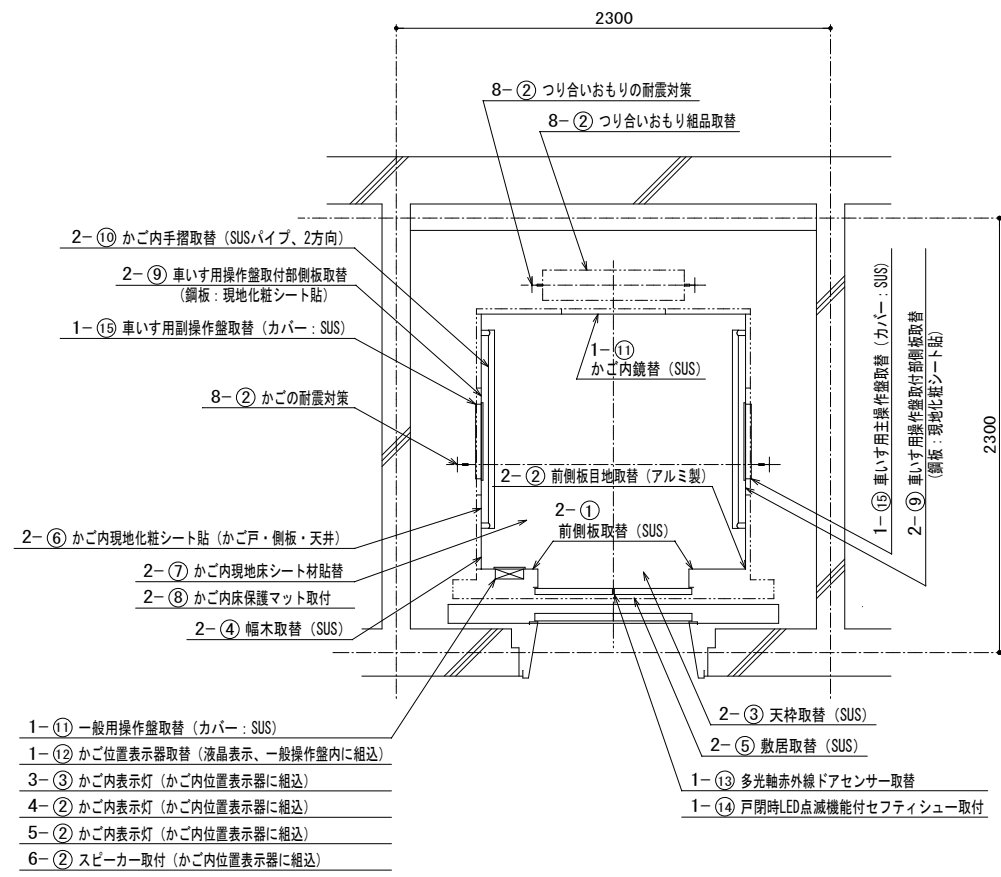 2300
8-② つり合いおもりの耐震対策
8-② つり合いおもり組品取替
2-⑩ かご内手摺取替（SUSパイプ、2方向）
2-⑨ 車いす用操作盤取付部側板取替
（鋼板：現地化粧シート貼）
1-⑮ 車いす用副操作盤取替（カバー：SUS）
8-② かごの耐震対策
1-⑪
かご内鏡替（SUS）
2-② 前側板目地取替（アルミ製）
2-①
前側板取替（SUS）
2-⑥ かご内現地化粧シート貼（かご戸・側板・天井）
2-⑦ かご内現地床シート材貼替
2-⑧ かご内床保護マット取付
2-④ 幅木取替（SUS）
1-⑮ 車いす用主操作盤取替（カバー：SUS）
2-⑨ 車いす用操作盤取付部側板取替
（鋼板：現地化粧シート貼）
2300
1-⑪ 一般用操作盤取替（カバー：SUS）
1-⑫ かご位置表示器取替（液晶表示、一般操作盤内に組込）
3-③ かご内表示灯（かご内位置表示器に組込）
4-② かご内表示灯（かご内位置表示器に組込）
5-② かご内表示灯（かご内位置表示器に組込）
6-② スピーカー取付（かご内位置表示器に組込）
2-③ 天枠取替（SUS）
2-⑤ 敷居取替（SUS）
1-⑬ 多光軸赤外線ドアセンサー取替
1-⑭ 戸閉時LED点滅機能付セフティシュー取付